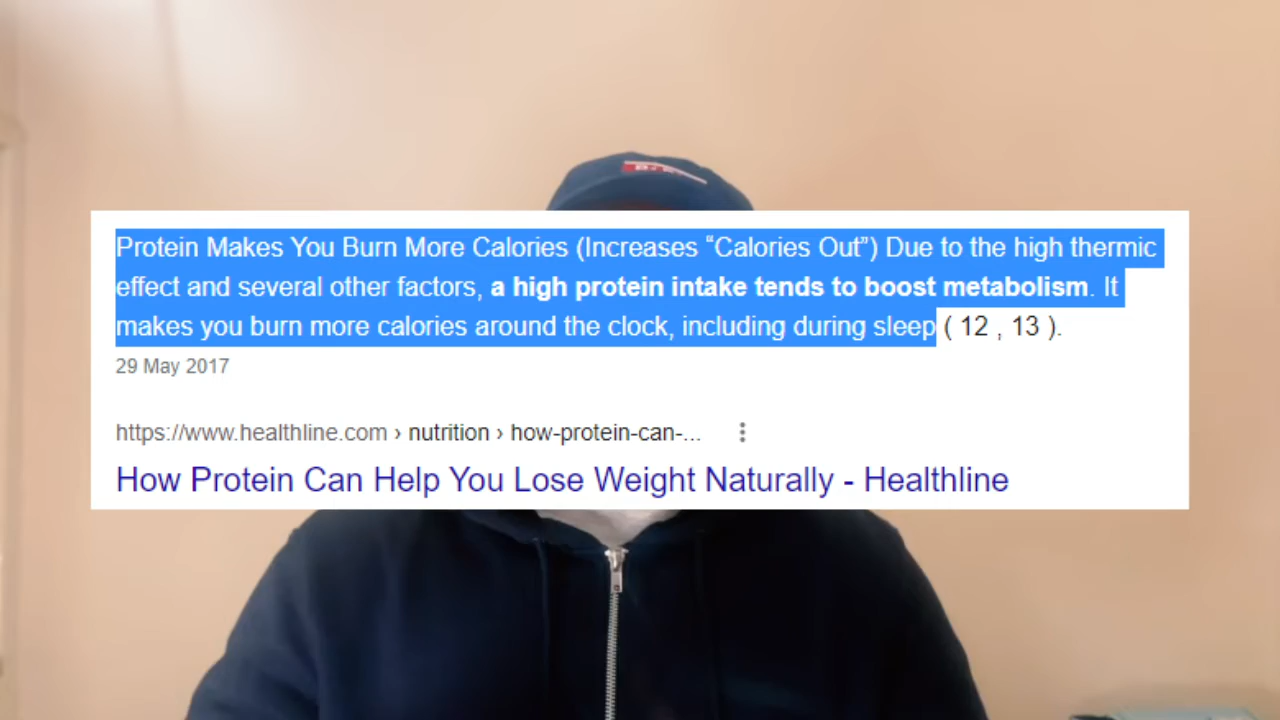 Protein Makes You Burn More Calories (Increases “Calories Out”) Due to the high thermic
effect and several other factors, a high protein intake tends to boost metabolism. It
makes you burn more calories around the clock, including during sleep ( 12 , 13 ).
29 May 2017
https://www.healthline.com › nutrition › how-protein-can-...
How Protein Can Help You Lose Weight Naturally - Healthline